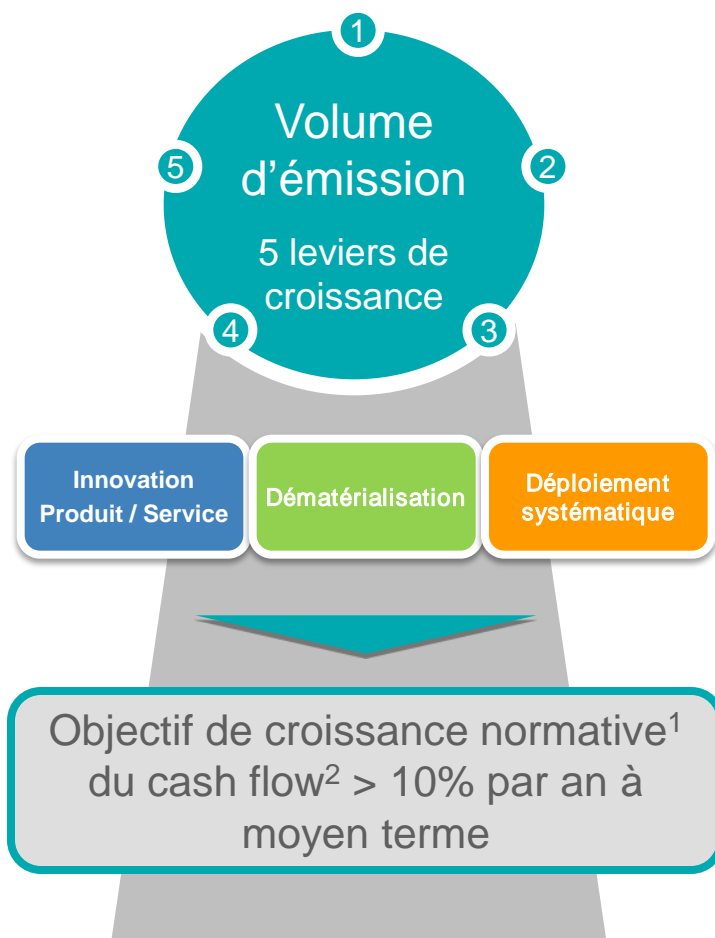 1
Volume
d'émission
5
2
5 leviers de
croissance
4
3
Innovation
Produit / Service
Dématérialisation
Déploiement
systématique
Objectif de croissance normative¹
du cash flow² > 10% par an à
moyen terme